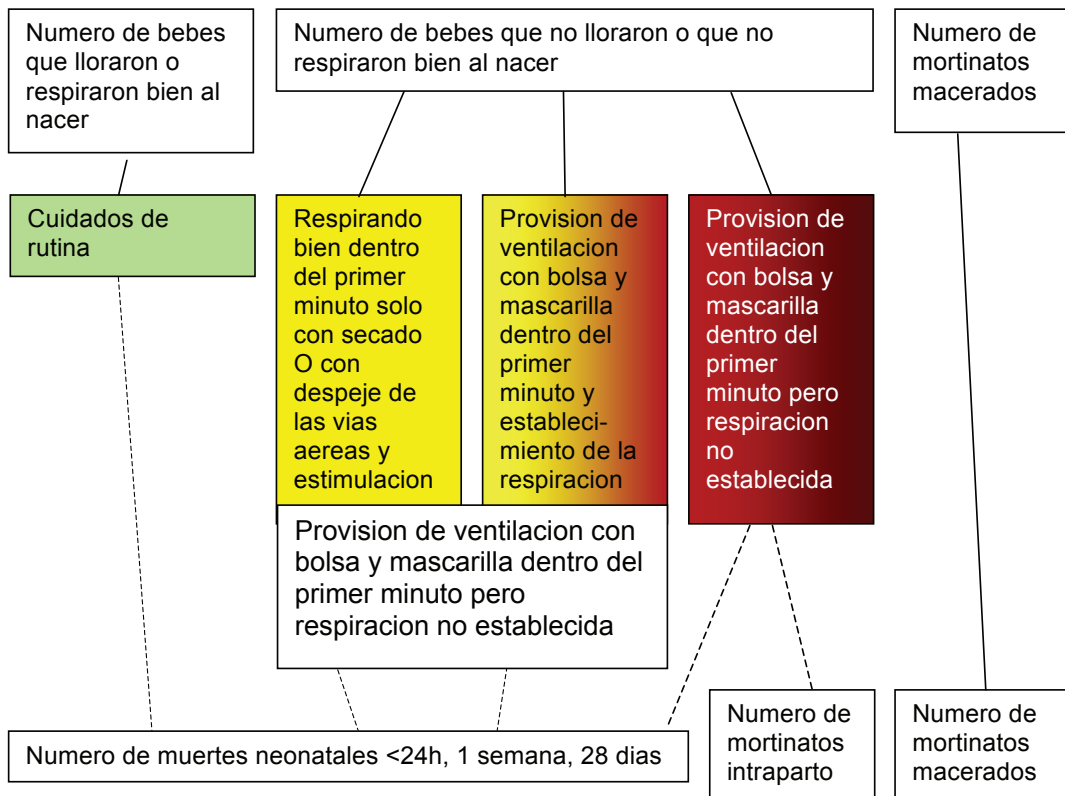 Numero de bebes
que lloraron o
respiraron bien al
nacer
Numero de bebes que no lloraron o que no
respiraron bien al nacer
Numero de
mortinatos
macerados
Cuidados de
rutina
Respirando
bien dentro
del primer
minuto solo
con secado
O con
despeje de
las vias
aereas y
estimulacion
Provision de
ventilacion
con bolsa y
mascarilla
dentro del
primer
minuto y
estableci-
miento de la
respiracion
Provision de
ventilacion
con bolsa y
mascarilla
dentro del
primer
minuto pero
respiracion
no
establecida
Provision de ventilacion con
bolsa y mascarilla dentro del
primer minuto pero
respiracion no establecida
Numero de muertes neonatales <24h, 1 semana, 28 dias
Numero de
mortinatos
intraparto
Numero de
mortinatos
macerados